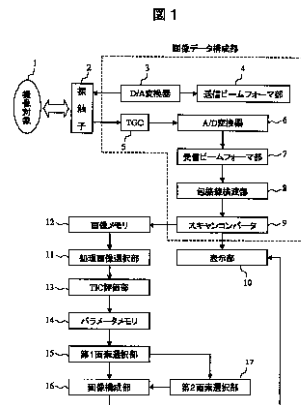 図1
画像データ構成部
1
2
3
4
撮像対象
探触子
D/A変換器
送信ビームフォーマ部
TGC
A/D変換器
6
5
受信ビームフォーマ部
7
包絡線検波部
8
12
画像メモリ
スキャンコンバータ
9
11
処理画像選択部
表示部
10
13
TIC評価部
14
パラメータメモリ
15
第1画素選択部
17
16
画像構成部
第2画素選択部